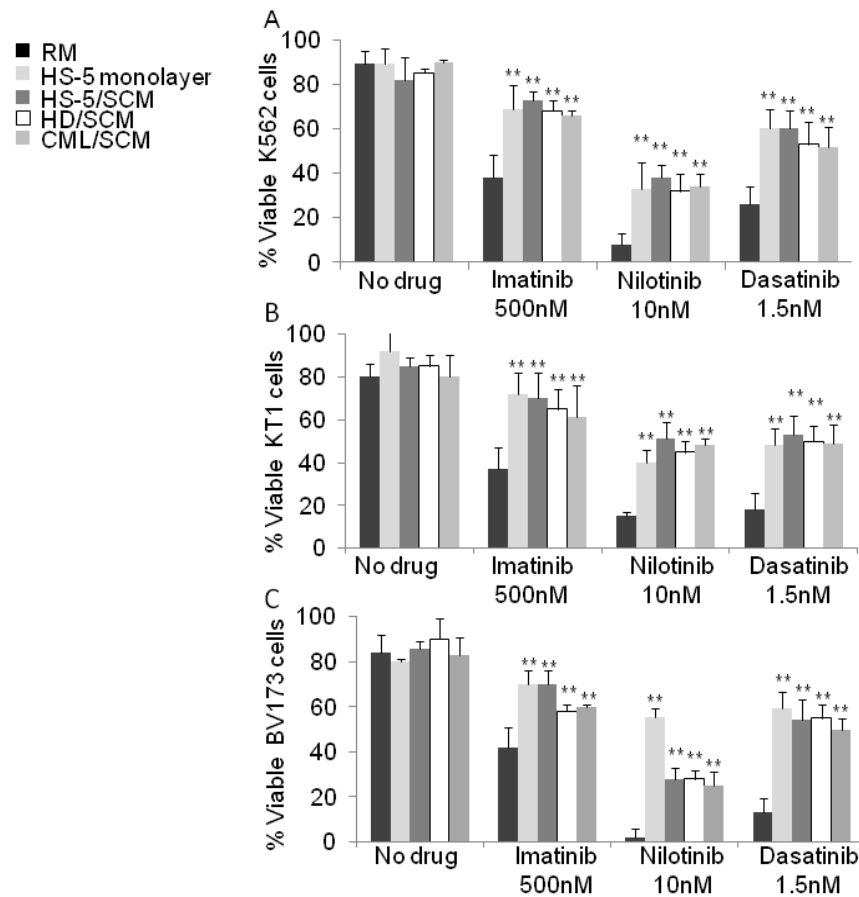 RM
HS-5 monolayer
HS-5/SCM
HD/SCM
CML/SCM
A
% Viable K562 cells
100
80
60
40
20
0
** ** ** **
** ** ** **
** ** ** **
No drug
Imatinib
500nM
Nilotinib
10nM
Dasatinib
1.5nM
B
% Viable KT1 cells
100
80
60
40
20
0
** ** ** **
** ** ** **
** ** ** **
No drug
Imatinib
500nM
Nilotinib
10nM
Dasatinib
1.5nM
C
% Viable BV173 cells
100
80
60
40
20
0
** ** ** **
** ** ** **
** ** ** **
No drug
Imatinib
500nM
Nilotinib
10nM
Dasatinib
1.5nM